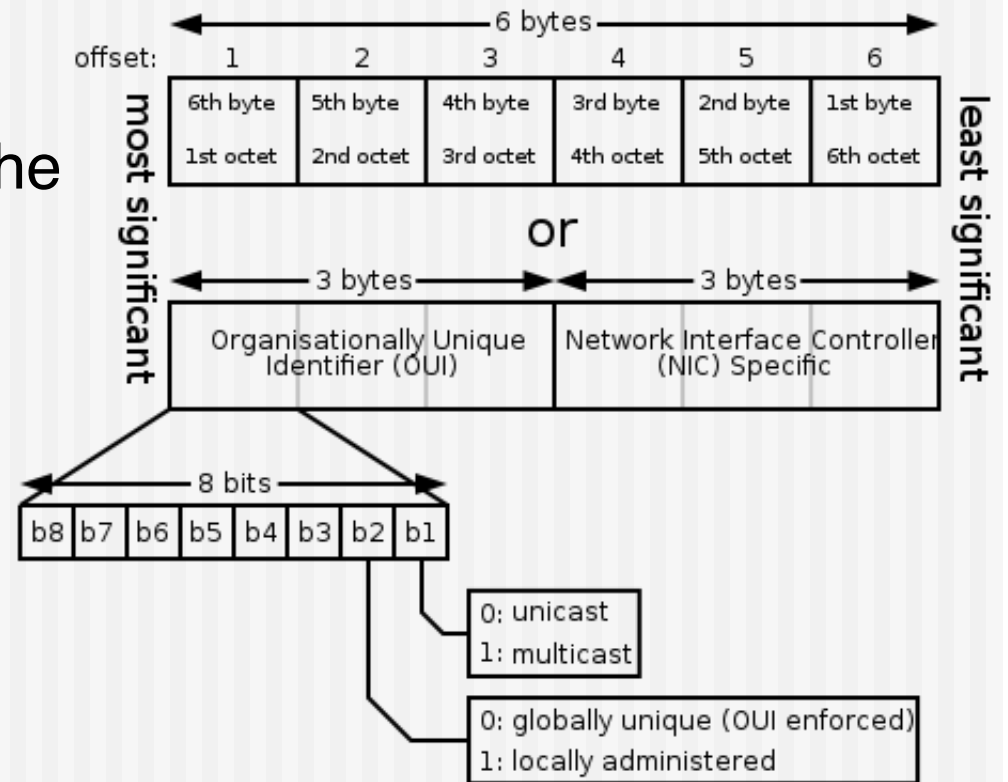 6 bytes
offset: 1 2 3 4 5 6
6th byte 5th byte 4th byte 3rd byte 2nd byte 1st byte
1st octet 2nd octet 3rd octet 4th octet 5th octet 6th octet
most significant
least significant
he
or
3 bytes 3 bytes
Organisationally Unique
Identifier (OUI)
Network Interface Controller
(NIC) Specific
8 bits
b8 b7 b6 b5 b4 b3 b2 b1
0: unicast
1: multicast
0: globally unique (OUI enforced)
1: locally administered